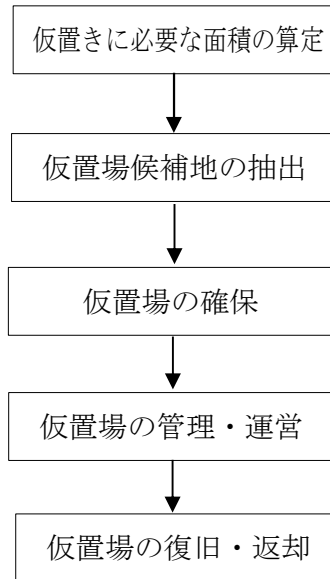 仮置きに必要な面積の算定
仮置場候補地の抽出
仮置場の確保
仮置場の管理・運営
仮置場の復旧・返却